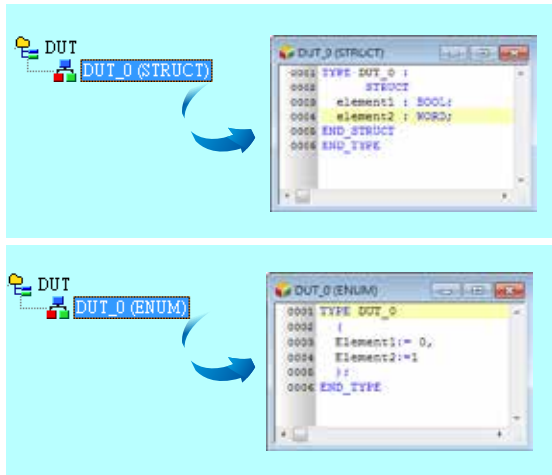 DUT
DUT_0 (STRUCT)
DUT_0 (STRUCT)
0001 TYPE DUT_0 :
0002 STRUCT
0003 element1 : BOOL;
0004 element2 : WORD;
0005 END_STRUCT
0006 END_TYPE
DUT
DUT_0 (ENUM)
DUT_0 (ENUM)
0001 TYPE DUT_0
0002 (
0003 Element1:= 0,
0004 Element2:=1
0005 );
0006 END_TYPE